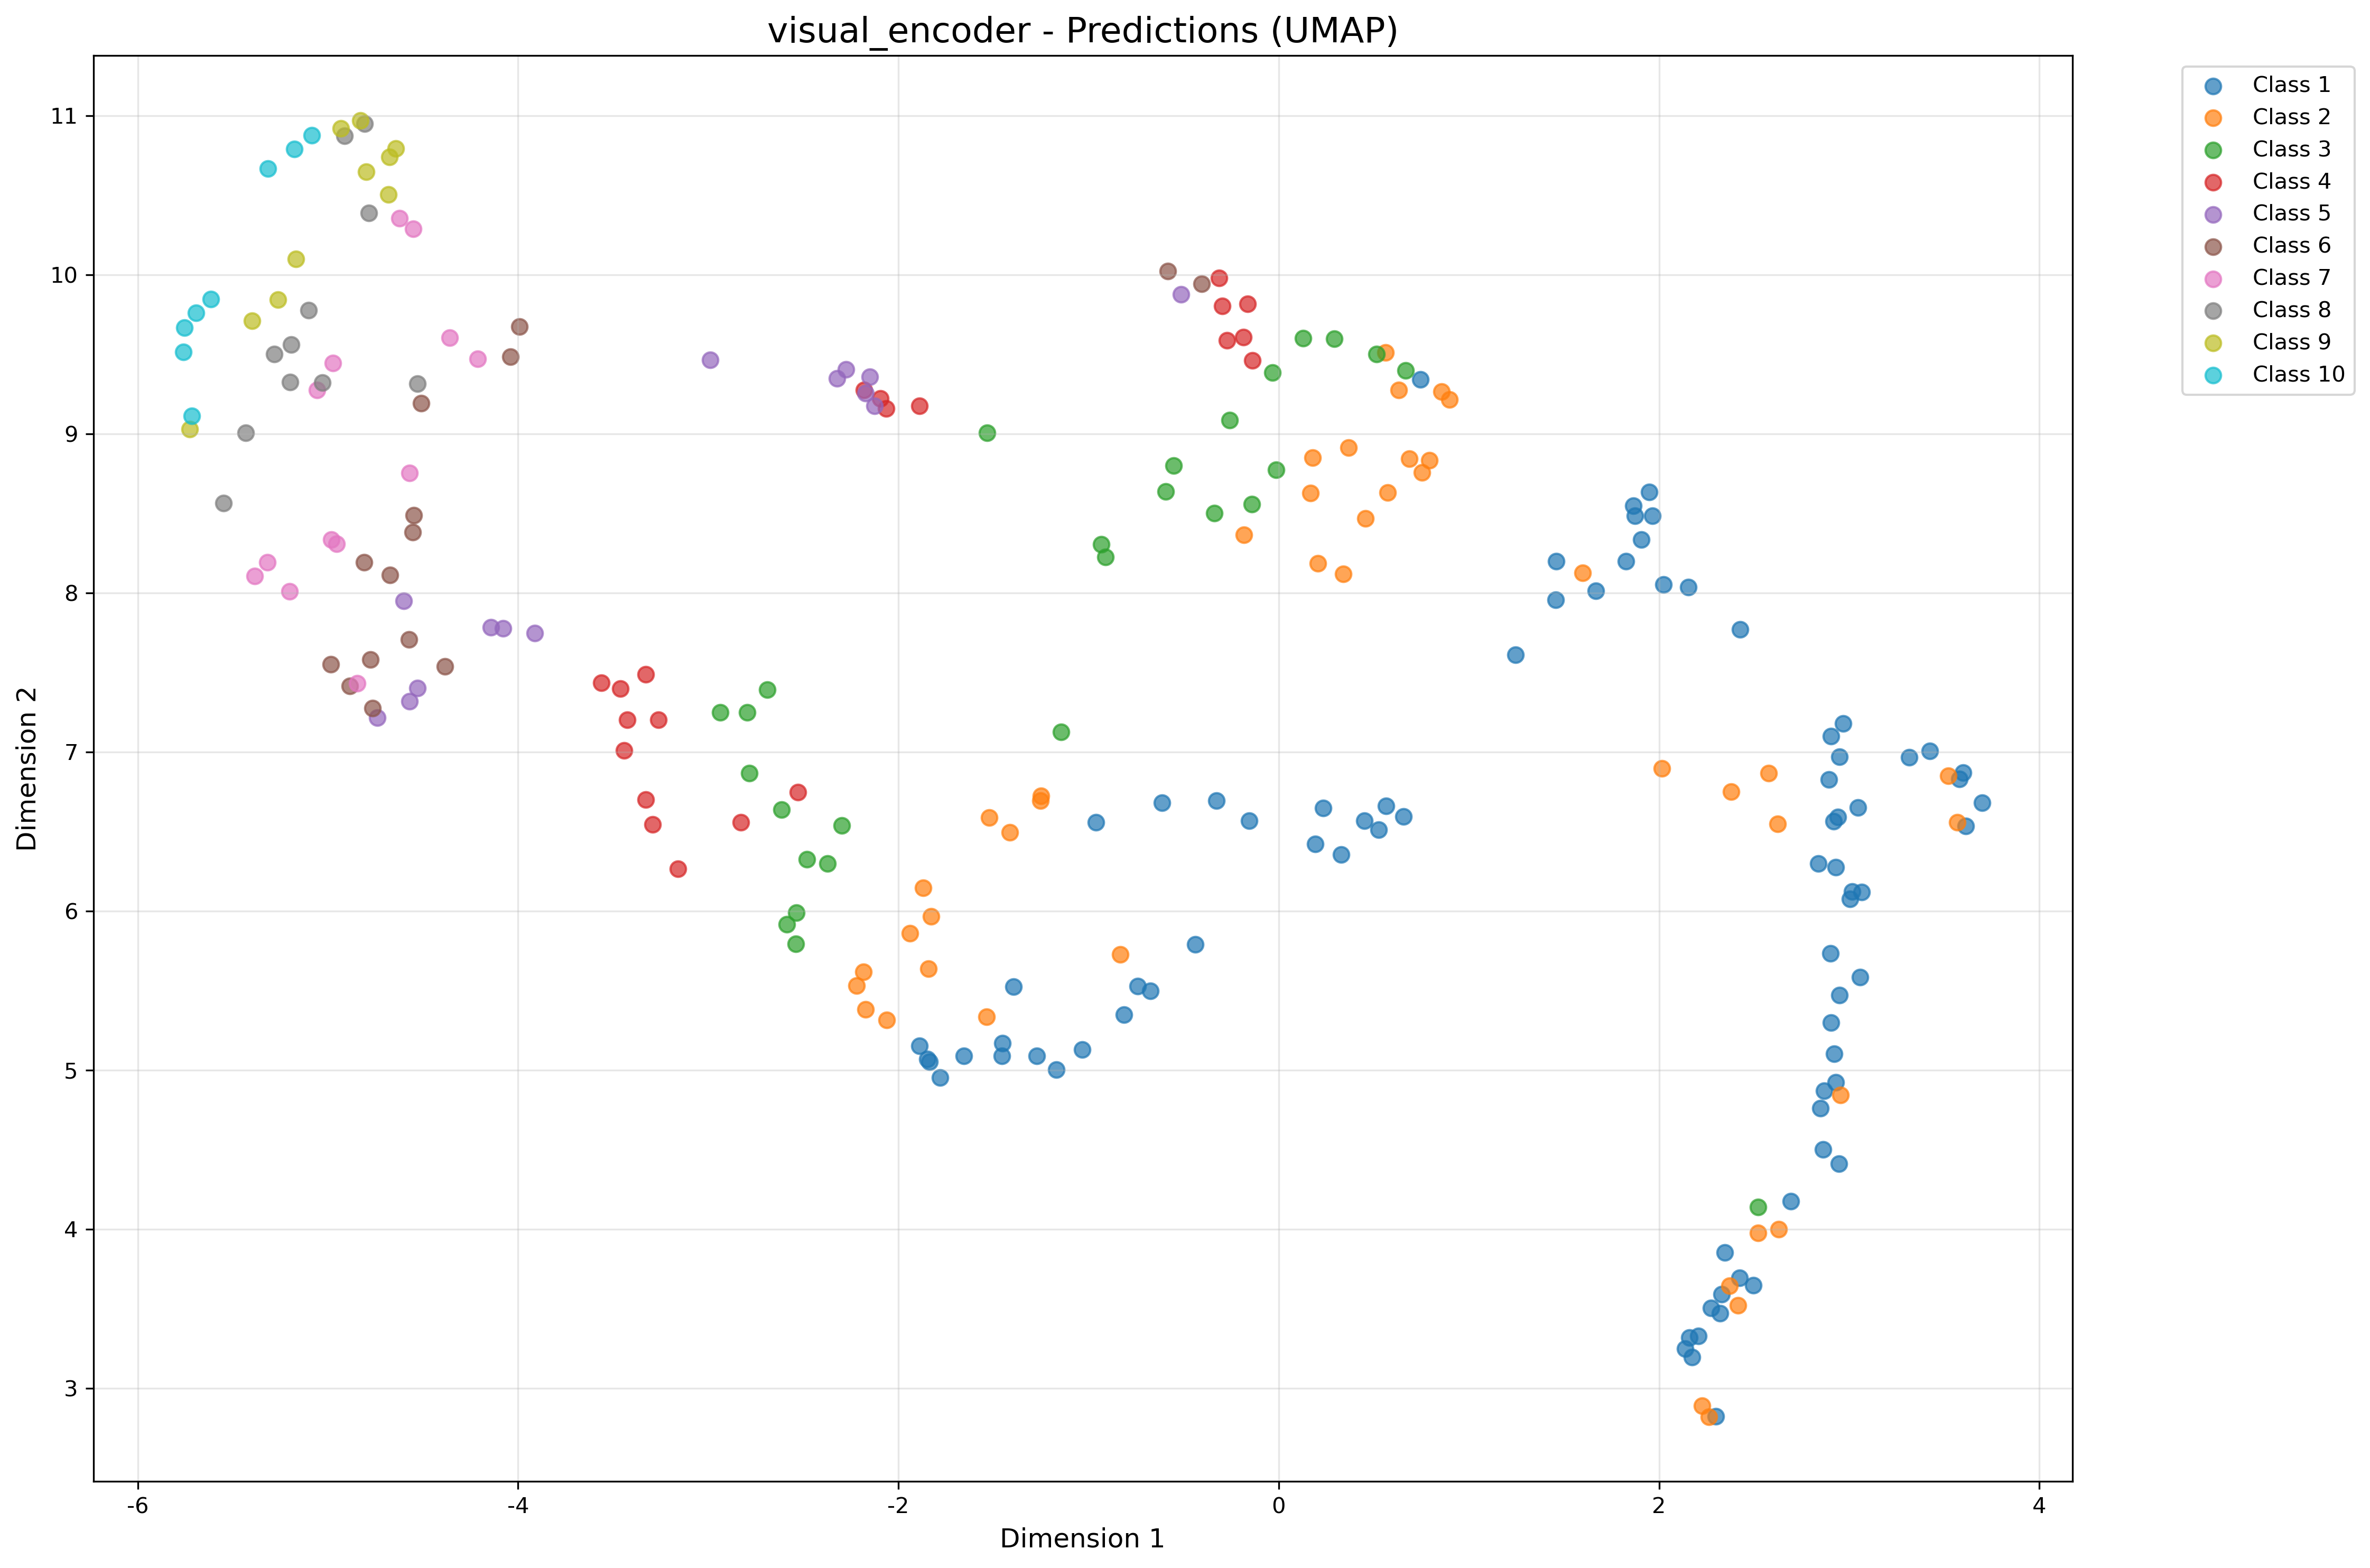 visual_encoder - Predictions (UMAP)
Class 1
Class 2
Class 3
Class 4
Class 5
Class 6
Class 7
Class 8
Class 9
Class 10
11
10
9
8
7
6
5
4
3
Dimension 2
-6
-4
-2
0
2
4
Dimension 1